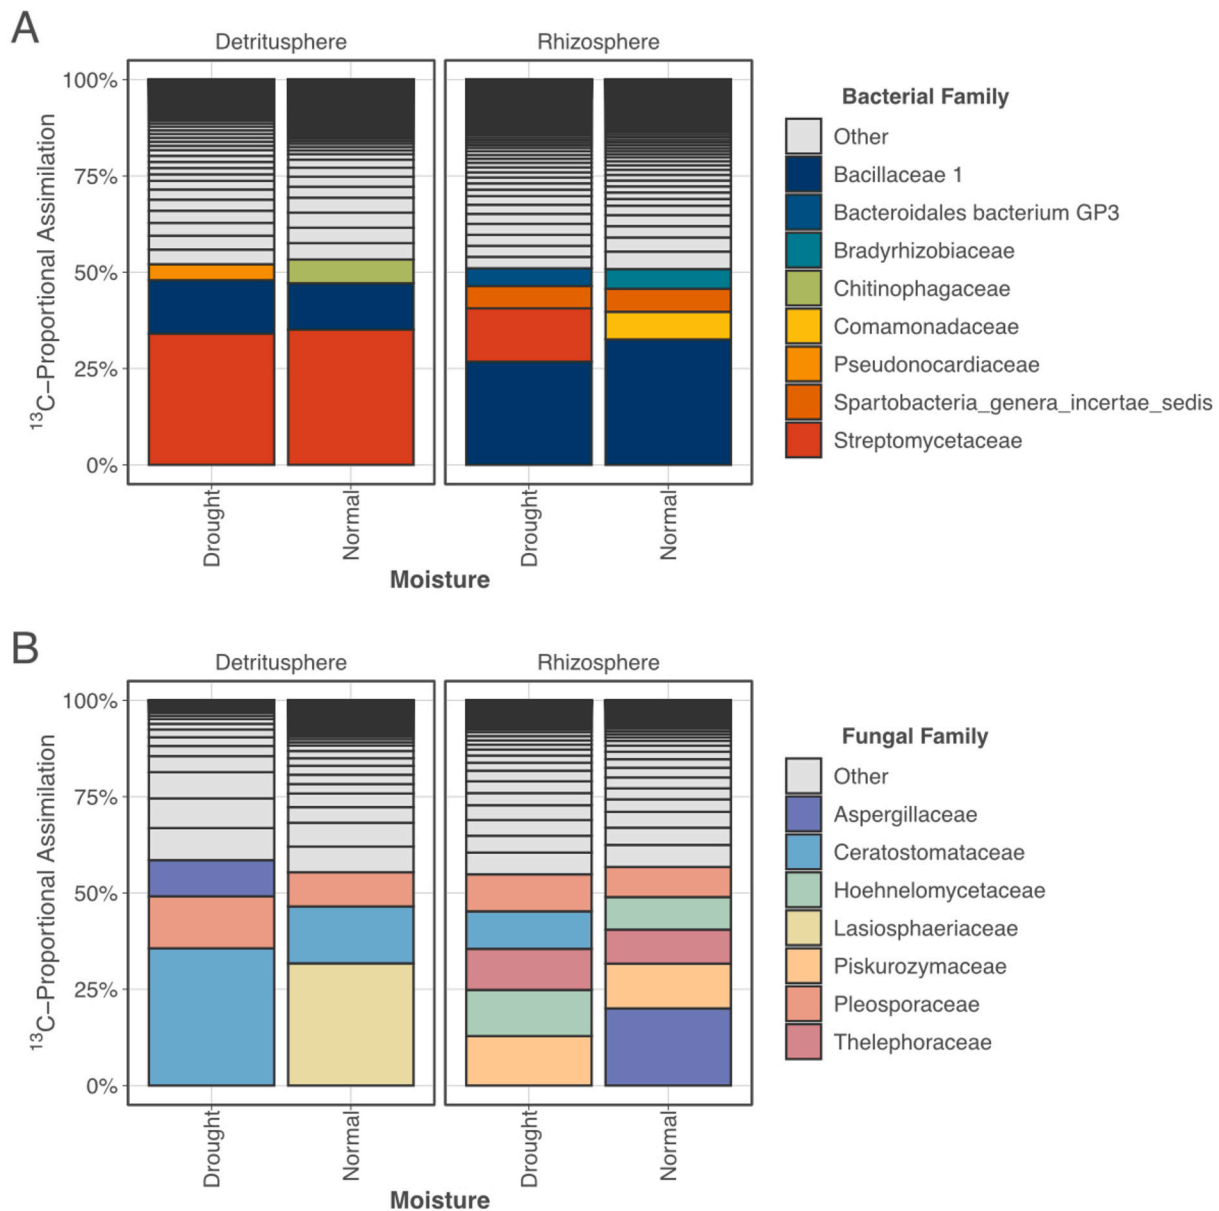 A
Detritusphere
Rhizosphere
100%
75%
50%
25%
0%
13C−Proportional Assimilation
Drought
Normal
Drought
Normal
Moisture
Bacterial Family
Other
Bacillaceae 1
Bacteroidales bacterium GP3
Bradyrhizobiaceae
Chitinophagaceae
Comamonadaceae
Pseudonocardiaceae
Spartobacteria_genera_incertae_sedis
Streptomycetaceae
B
Detritusphere
Rhizosphere
100%
75%
50%
25%
0%
13C−Proportional Assimilation
Drought
Normal
Drought
Normal
Moisture
Fungal Family
Other
Aspergillaceae
Ceratostomataceae
Hoehnelomycetaceae
Lasiosphaeriaceae
Piskurozymaceae
Pleosporaceae
Thelephoraceae